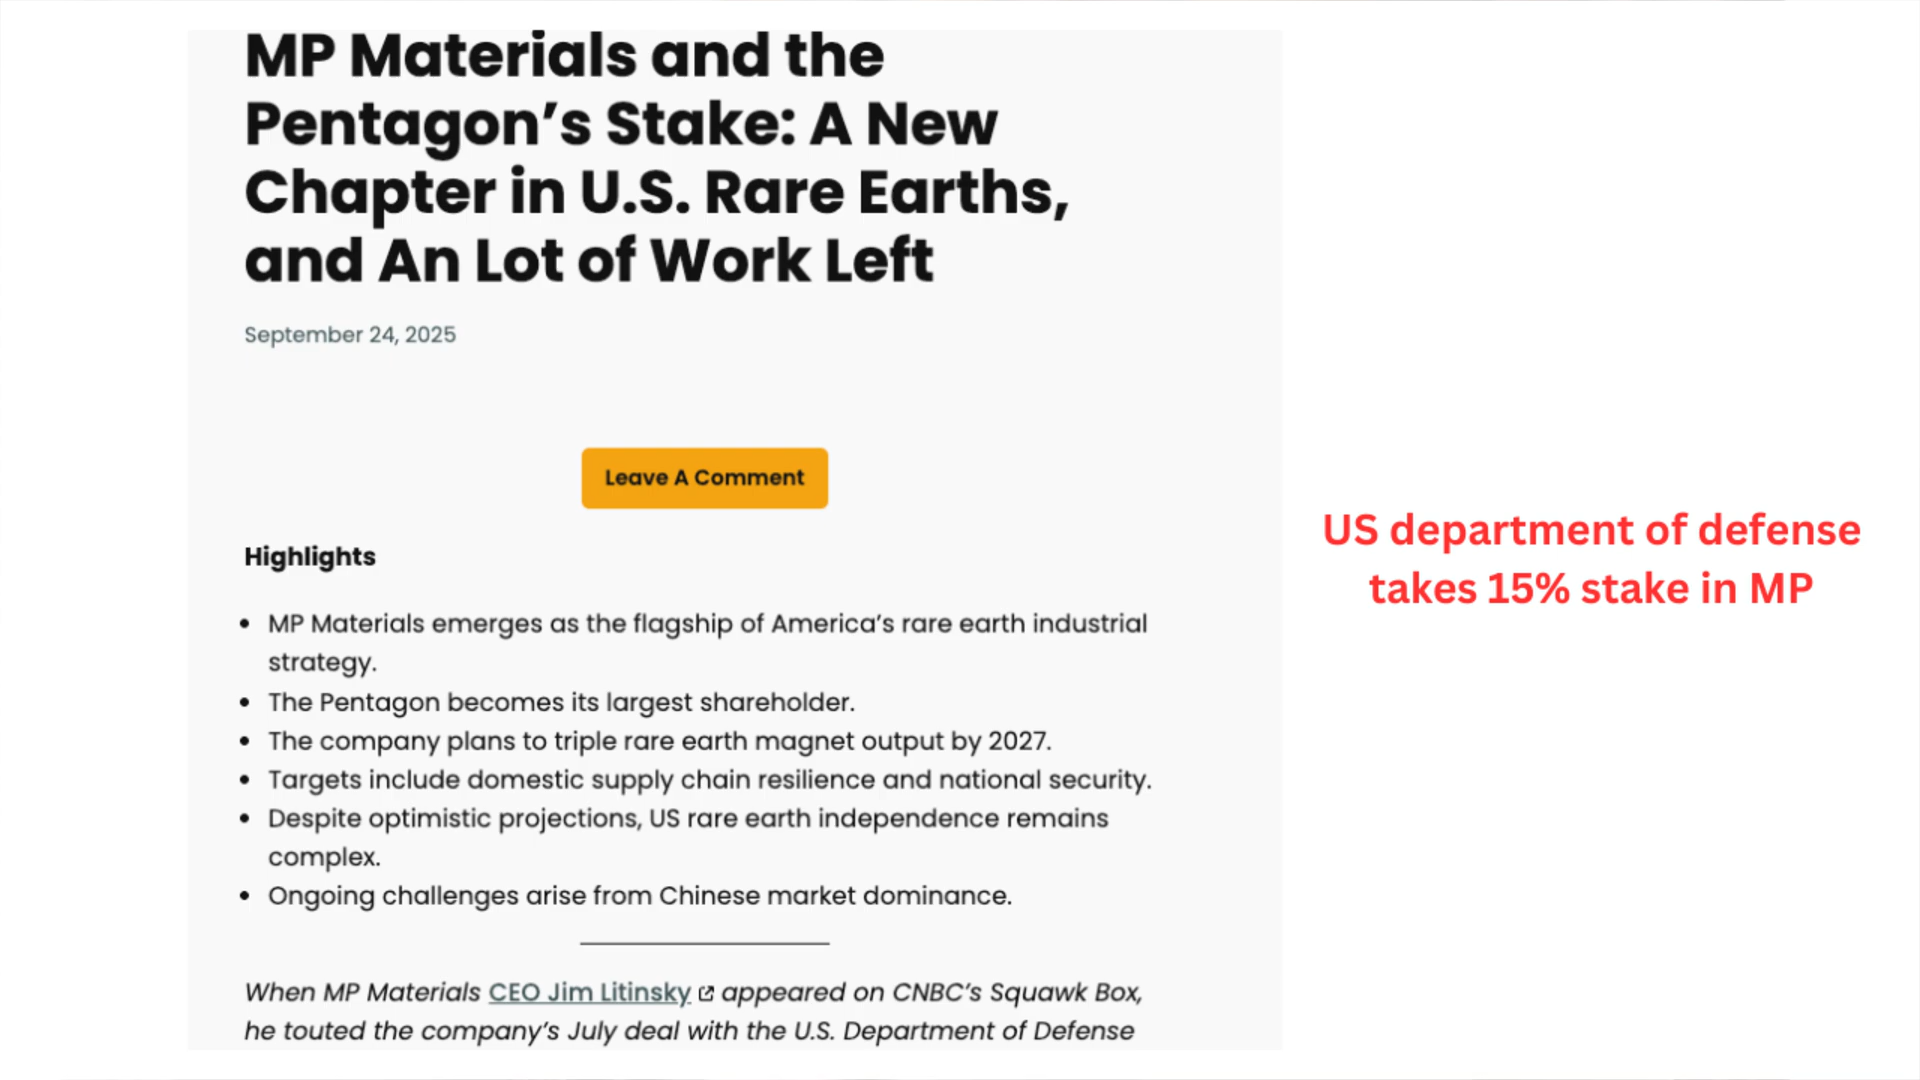 MP Materials and the
Pentagon’s Stake: A New
Chapter in U.S. Rare Earths,
and An Lot of Work Left
September 24, 2025
Leave A Comment
Highlights
• MP Materials emerges as the flagship of America’s rare earth industrial
strategy.
• The Pentagon becomes its largest shareholder.
• The company plans to triple rare earth magnet output by 2027.
• Targets include domestic supply chain resilience and national security.
• Despite optimistic projections, US rare earth independence remains
complex.
• Ongoing challenges arise from Chinese market dominance.
When MP Materials CEO Jim Litinsky appeared on CNBC’s Squawk Box,
he touted the company’s July deal with the U.S. Department of Defense
US department of defense
takes 15% stake in MP